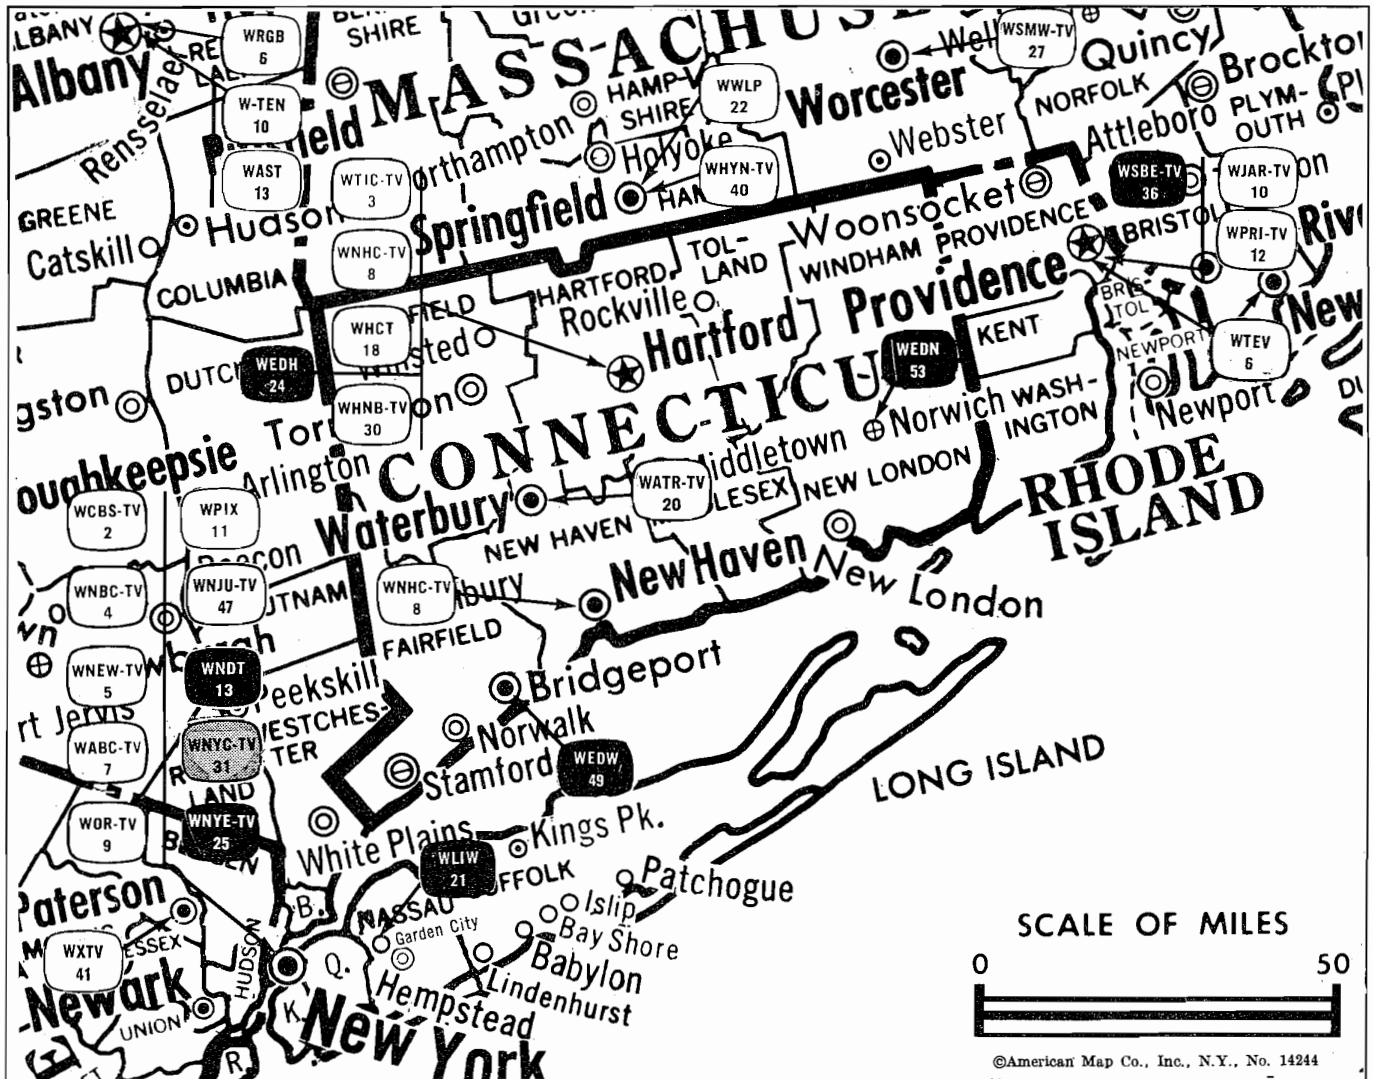 ALBANY
Albany
WRGB
6
W-TEN
10
WAST
13
SHIRE
MASSACHUSE
HAMP-
SHIRE
WWLP
22
WHYN-TV
40
Worcester
WSMW-TV
27
Quincy
NORFOLK
Brockton
PLYM-
OUTH
Attleboro
Webster
Rensselaer
Northampton
Holyoke
Springfield
WTIC-TV
3
WNHC-TV
8
WHCT
18
WHNB-TV
30
GREENE
Catskill
Hudson
COLUMBIA
WSBE-TV
36
WJAR-TV
10
WPRI-TV
12
WTEV
6
Woonsocket
PROVIDENCE
BRISTOL
WINDHAM
TOL-
LAND
HARTFORD
Rockville
Hartford
Providence
BRIS-
TOL
NEWPORT
Newport
KENT
WASH-
INGTON
WEDH
24
WEDN
53
Winsted
CONNECTICU
Norwich
Middletown
NEW LONDON
RHODE
ISLAND
Arlington
Waterbury
WATR-TV
20
NEW HAVEN
New Haven
New London
WCBS-TV
2
WPIX
11
WNBC-TV
4
WNJU-TV
47
WNEW-TV
5
WNDT
13
WABC-TV
7
WNYC-TV
31
WOR-TV
9
WNYE-TV
25
WNHC-TV
8
FAIRFIELD
Peekskill
WESTCHES-
TER
Bridgeport
Norwalk
Stamford
WEDW
49
White Plains
Kings Pk.
WLIW
21
LONG ISLAND
Patchogue
Islip
Bay Shore
Babylon
Lindenhurst
NASSAU
Garden City
Hempstead
Paterson
WXTV
41
ESSEX
Newark
UNION
HUDSON
B.
Q.
K.
R.
New York
SCALE OF MILES
0 50
©American Map Co., Inc., N.Y., No. 14244